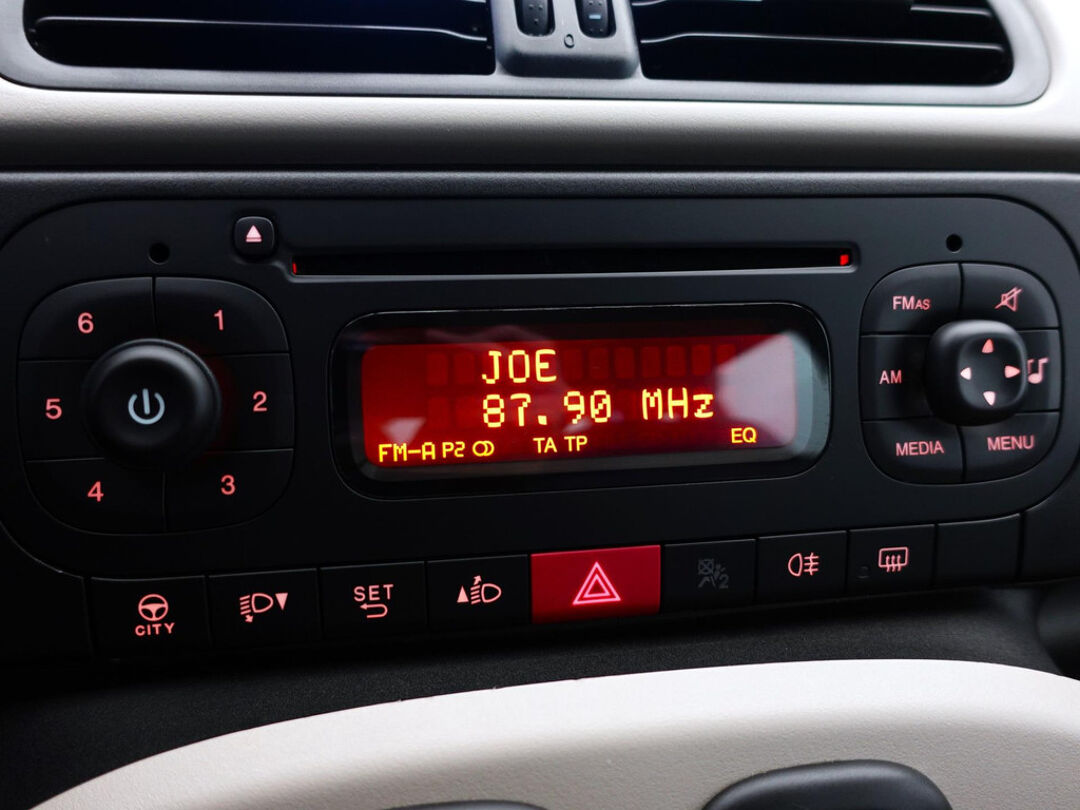 6 1
5 2
4 3
JOE
87.90 MHz
FM-A P2 TA TP EQ
FMAS
AM
MEDIA MENU
CITY
SET
2